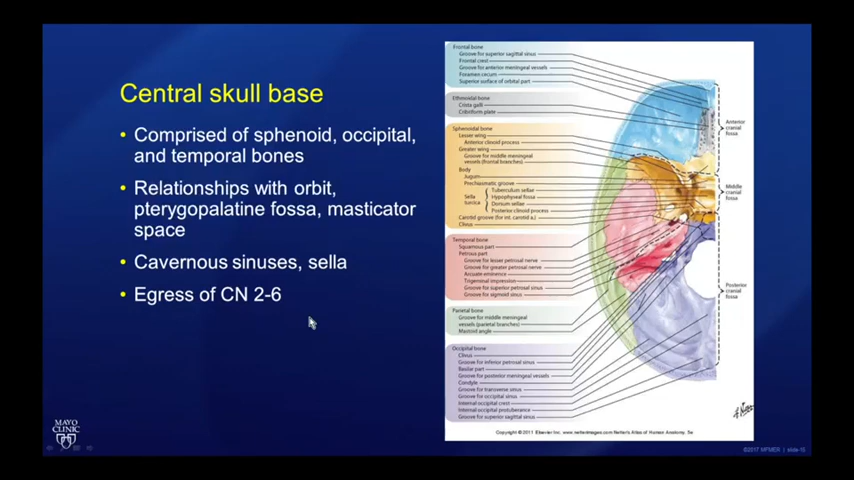 Central skull base
• Comprised of sphenoid, occipital,
and temporal bones
• Relationships with orbit,
pterygopalatine fossa, masticator
space
• Cavernous sinuses, sella
• Egress of CN 2-6
MAYO
CLINIC
Frontal bone
Groove for superior sagittal sinus
Frontal crest
Groove for anterior meningeal vessels
Foramen cecum
Superior surface of orbital part
Ethmoidal bone
Crista galli
Cribriform plate
Sphenoidal bone
Lesser wing
Anterior clinoid process
Greater wing
Groove for middle meningeal
vessels (frontal branches)
Body
Jugum
Prechiasmatic groove
Sella
turcica
Tuberculum sellae
Hypophyseal fossa
Dorsum sellae
Posterior clinoid process
Carotid groove (for int. carotid a.)
Clivus
Temporal bone
Squamous part
Petrous part
Groove for lesser petrosal nerve
Groove for greater petrosal nerve
Arcuate eminence
Trigeminal impression
Groove for superior petrosal sinus
Groove for sigmoid sinus
Parietal bone
Groove for middle meningeal
vessels (parietal branches)
Mastoid angle
Occipital bone
Clivus
Groove for inferior petrosal sinus
Basilar part
Groove for posterior meningeal vessels
Condyle
Groove for transverse sinus
Groove for occipital sinus
Internal occipital crest
Internal occipital protuberance
Groove for superior sagittal sinus
Anterior
cranial
fossa
Middle
cranial
fossa
Posterior
cranial
fossa
Copyright © 2011 Elsevier Inc. www.netterimages.com Netter's Atlas of Human Anatomy, 5e
©2017 MFMER | slide-15